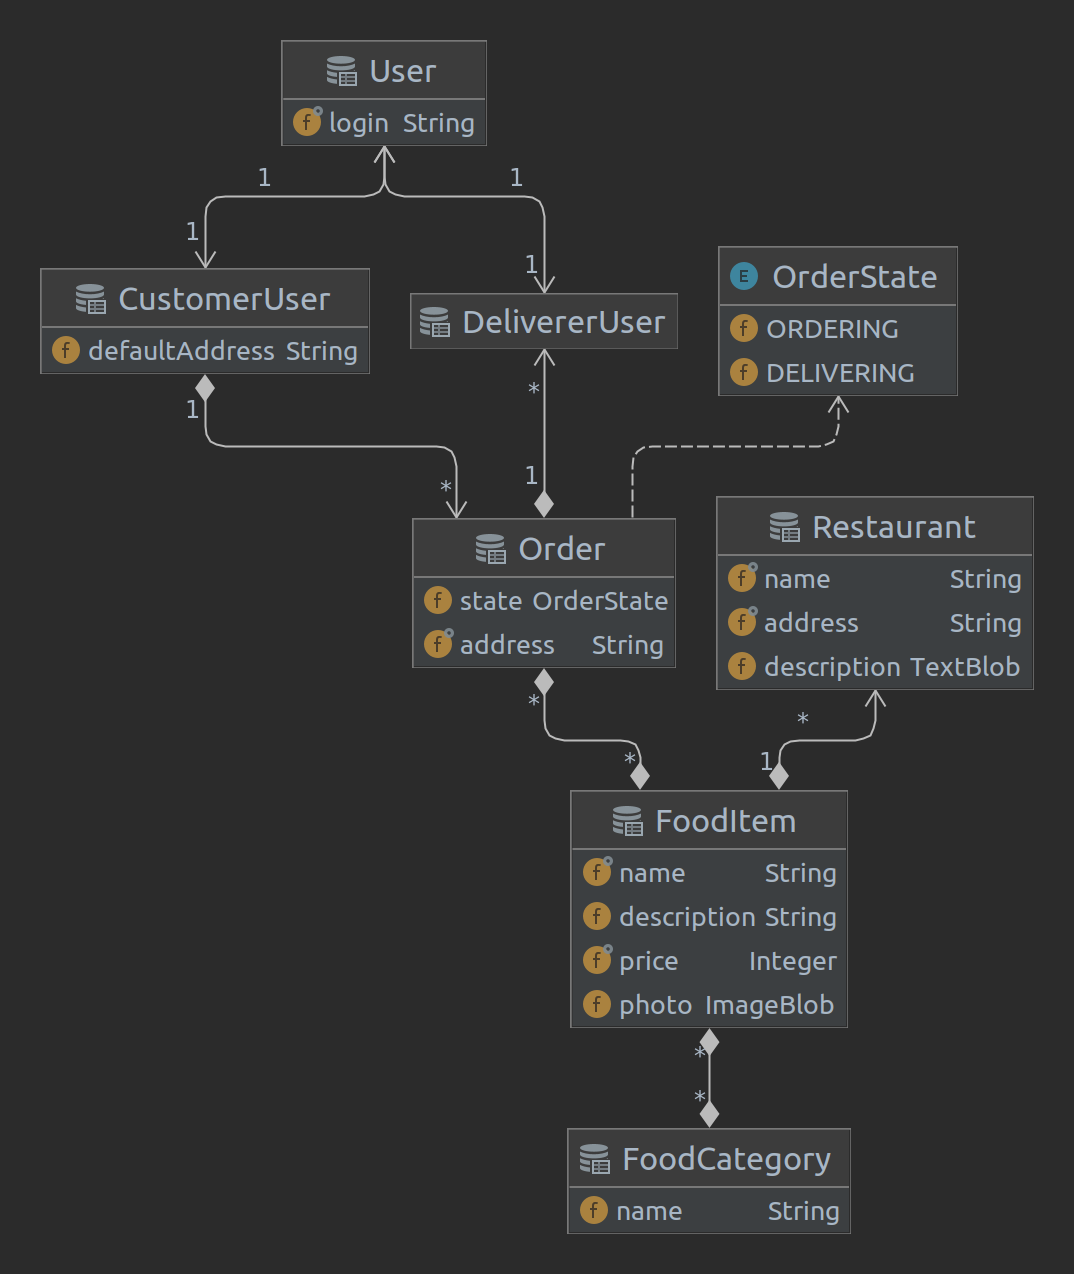 User
f login String
1 1
1
1
CustomerUser
f defaultAddress String
E OrderState
f ORDERING
f DELIVERING
DelivererUser
1
*
*
1
Order
f state OrderState
f address String
Restaurant
f name String
f address String
f description TextBlob
*
*
*
1
FoodItem
f name String
f description String
f price Integer
f photo ImageBlob
*
*
FoodCategory
f name String